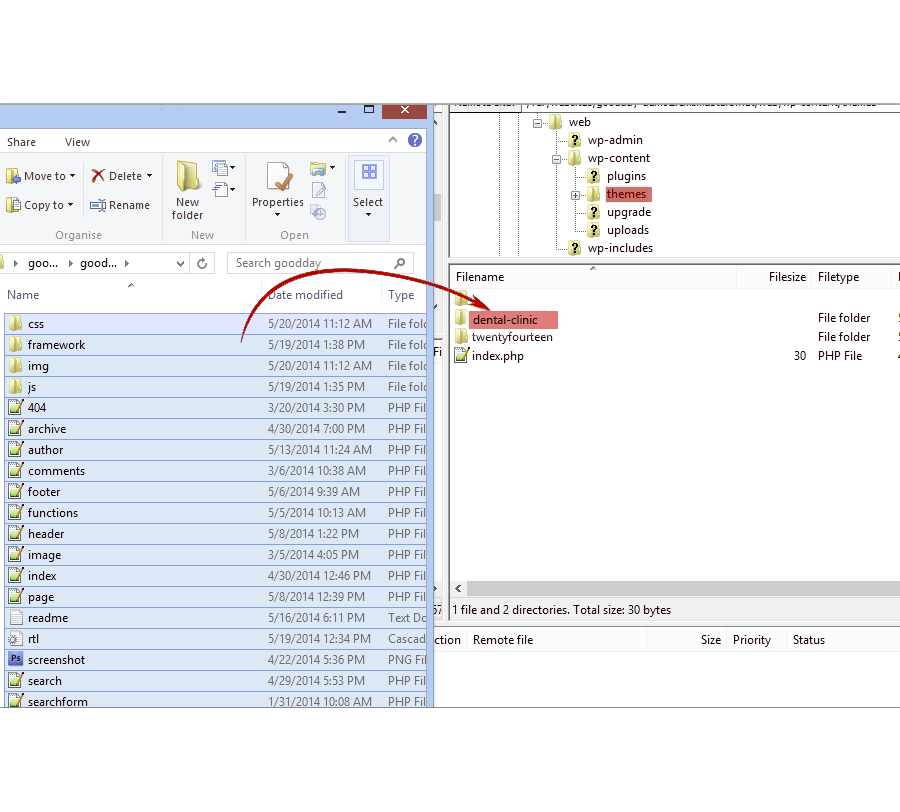 Share View
Move to Delete
Copy to Rename
New
folder
Properties
Select
Organise New Open
goo... good...
Search goodday
Name Date modified Type
css 5/20/2014 11:12 AM File fol
framework 5/19/2014 1:38 PM File fol
img 5/20/2014 11:12 AM File fol
js 5/19/2014 1:35 PM File fol
404 3/20/2014 3:30 PM PHP Fil
archive 4/30/2014 7:00 PM PHP Fil
author 5/13/2014 11:24 AM PHP Fil
comments 3/6/2014 10:38 AM PHP Fil
footer 5/6/2014 9:39 AM PHP Fil
functions 5/5/2014 10:13 AM PHP Fil
header 5/8/2014 1:22 PM PHP Fil
image 3/5/2014 4:05 PM PHP Fil
index 4/30/2014 12:46 PM PHP Fil
page 5/8/2014 12:39 PM PHP Fil
readme 5/16/2014 6:11 PM Text Do
rtl 5/19/2014 12:34 PM Cascad
Ps screenshot 4/22/2014 5:36 PM PNG Fil
search 4/29/2014 5:53 PM PHP Fil
searchform 1/31/2014 10:08 AM PHP Fil
web
wp-admin
wp-content
plugins
themes
upgrade
uploads
wp-includes
Filename Filesize Filetype
dental-clinic File folder
twentyfourteen File folder
index.php 30 PHP File
1 file and 2 directories. Total size: 30 bytes
ction Remote file Size Priority Status